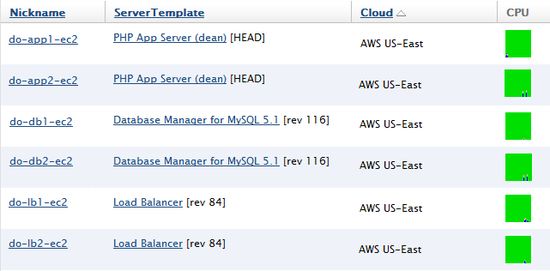 Nickname ServerTemplate Cloud CPU
do-app1-ec2 PHP App Server (dean) [HEAD] AWS US-East
do-app2-ec2 PHP App Server (dean) [HEAD] AWS US-East
do-db1-ec2 Database Manager for MySQL 5.1 [rev 116] AWS US-East
do-db2-ec2 Database Manager for MySQL 5.1 [rev 116] AWS US-East
do-lb1-ec2 Load Balancer [rev 84] AWS US-East
do-lb2-ec2 Load Balancer [rev 84] AWS US-East